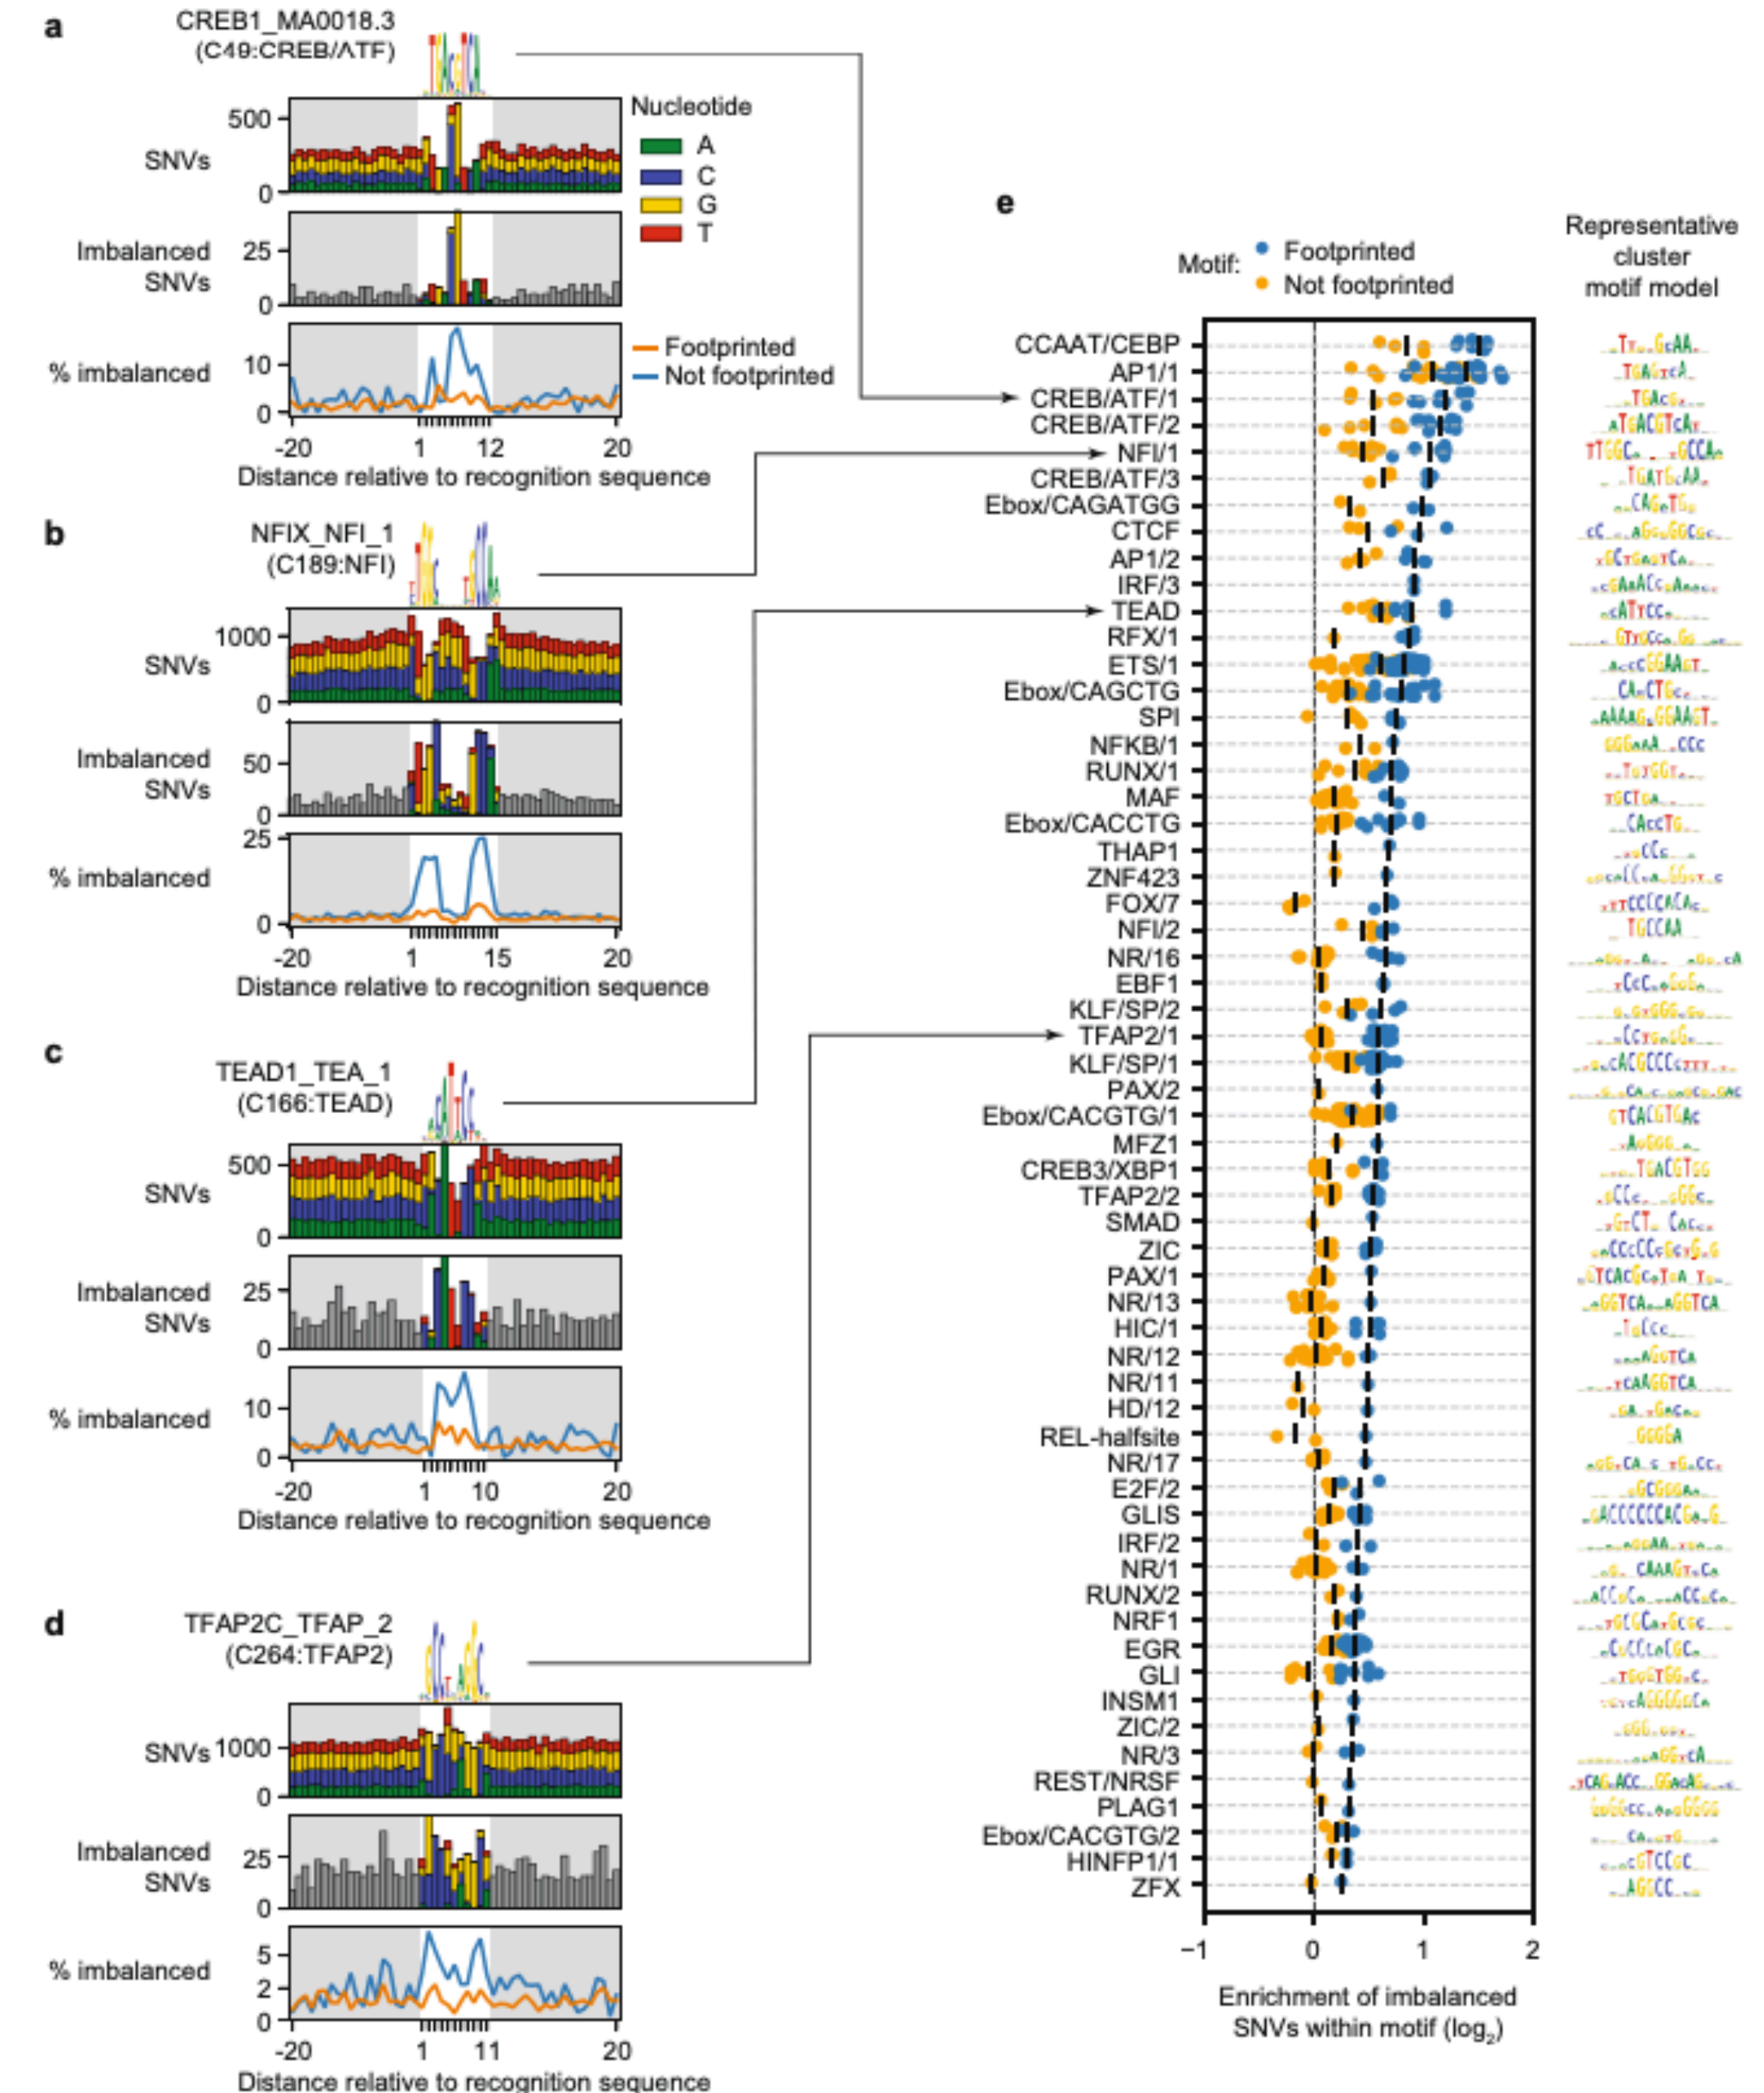 a
CREB1_MA0018.3
(C49:CREB/ATF)
500
SNVs
0
Imbalanced
SNVs
25
0
% imbalanced
10
0
-20
1
12
20
Distance relative to recognition sequence
Nucleotide
A
C
G
T
Footprinted
Not footprinted
b
NFIX_NFI_1
(C189:NFI)
1000
SNVs
0
Imbalanced
SNVs
50
0
25
% imbalanced
0
-20
1
15
20
Distance relative to recognition sequence
c
TEAD1_TEA_1
(C166:TEAD)
500
SNVs
0
Imbalanced
SNVs
25
0
% imbalanced
10
0
-20
1
10
20
Distance relative to recognition sequence
d
TFAP2C_TFAP_2
(C264:TFAP2)
SNVs
1000
0
Imbalanced
SNVs
25
0
% imbalanced
5
2
0
-20
1
11
20
Distance relative to recognition sequence
e
Motif:
Footprinted
Not footprinted
Representative
cluster
motif model
CCAAT/CEBP
AP1/1
CREB/ATF/1
CREB/ATF/2
NFI/1
CREB/ATF/3
Ebox/CAGATGG
CTCF
AP1/2
IRF/3
TEAD
RFX/1
ETS/1
Ebox/CAGCTG
SPI
NFKB/1
RUNX/1
MAF
Ebox/CACCTG
THAP1
ZNF423
FOX/7
NFI/2
NR/16
EBF1
KLF/SP/2
TFAP2/1
KLF/SP/1
PAX/2
Ebox/CACGTG/1
MFZ1
CREB3/XBP1
TFAP2/2
SMAD
ZIC
PAX/1
NR/13
HIC/1
NR/12
NR/11
HD/12
REL-halfsite
NR/17
E2F/2
GLIS
IRF/2
NR/1
RUNX/2
NRF1
EGR
GLI
INSM1
ZIC/2
NR/3
REST/NRSF
PLAG1
Ebox/CACGTG/2
HINFP1/1
ZFX
−1
0
1
2
Enrichment of imbalanced
SNVs within motif (log2)